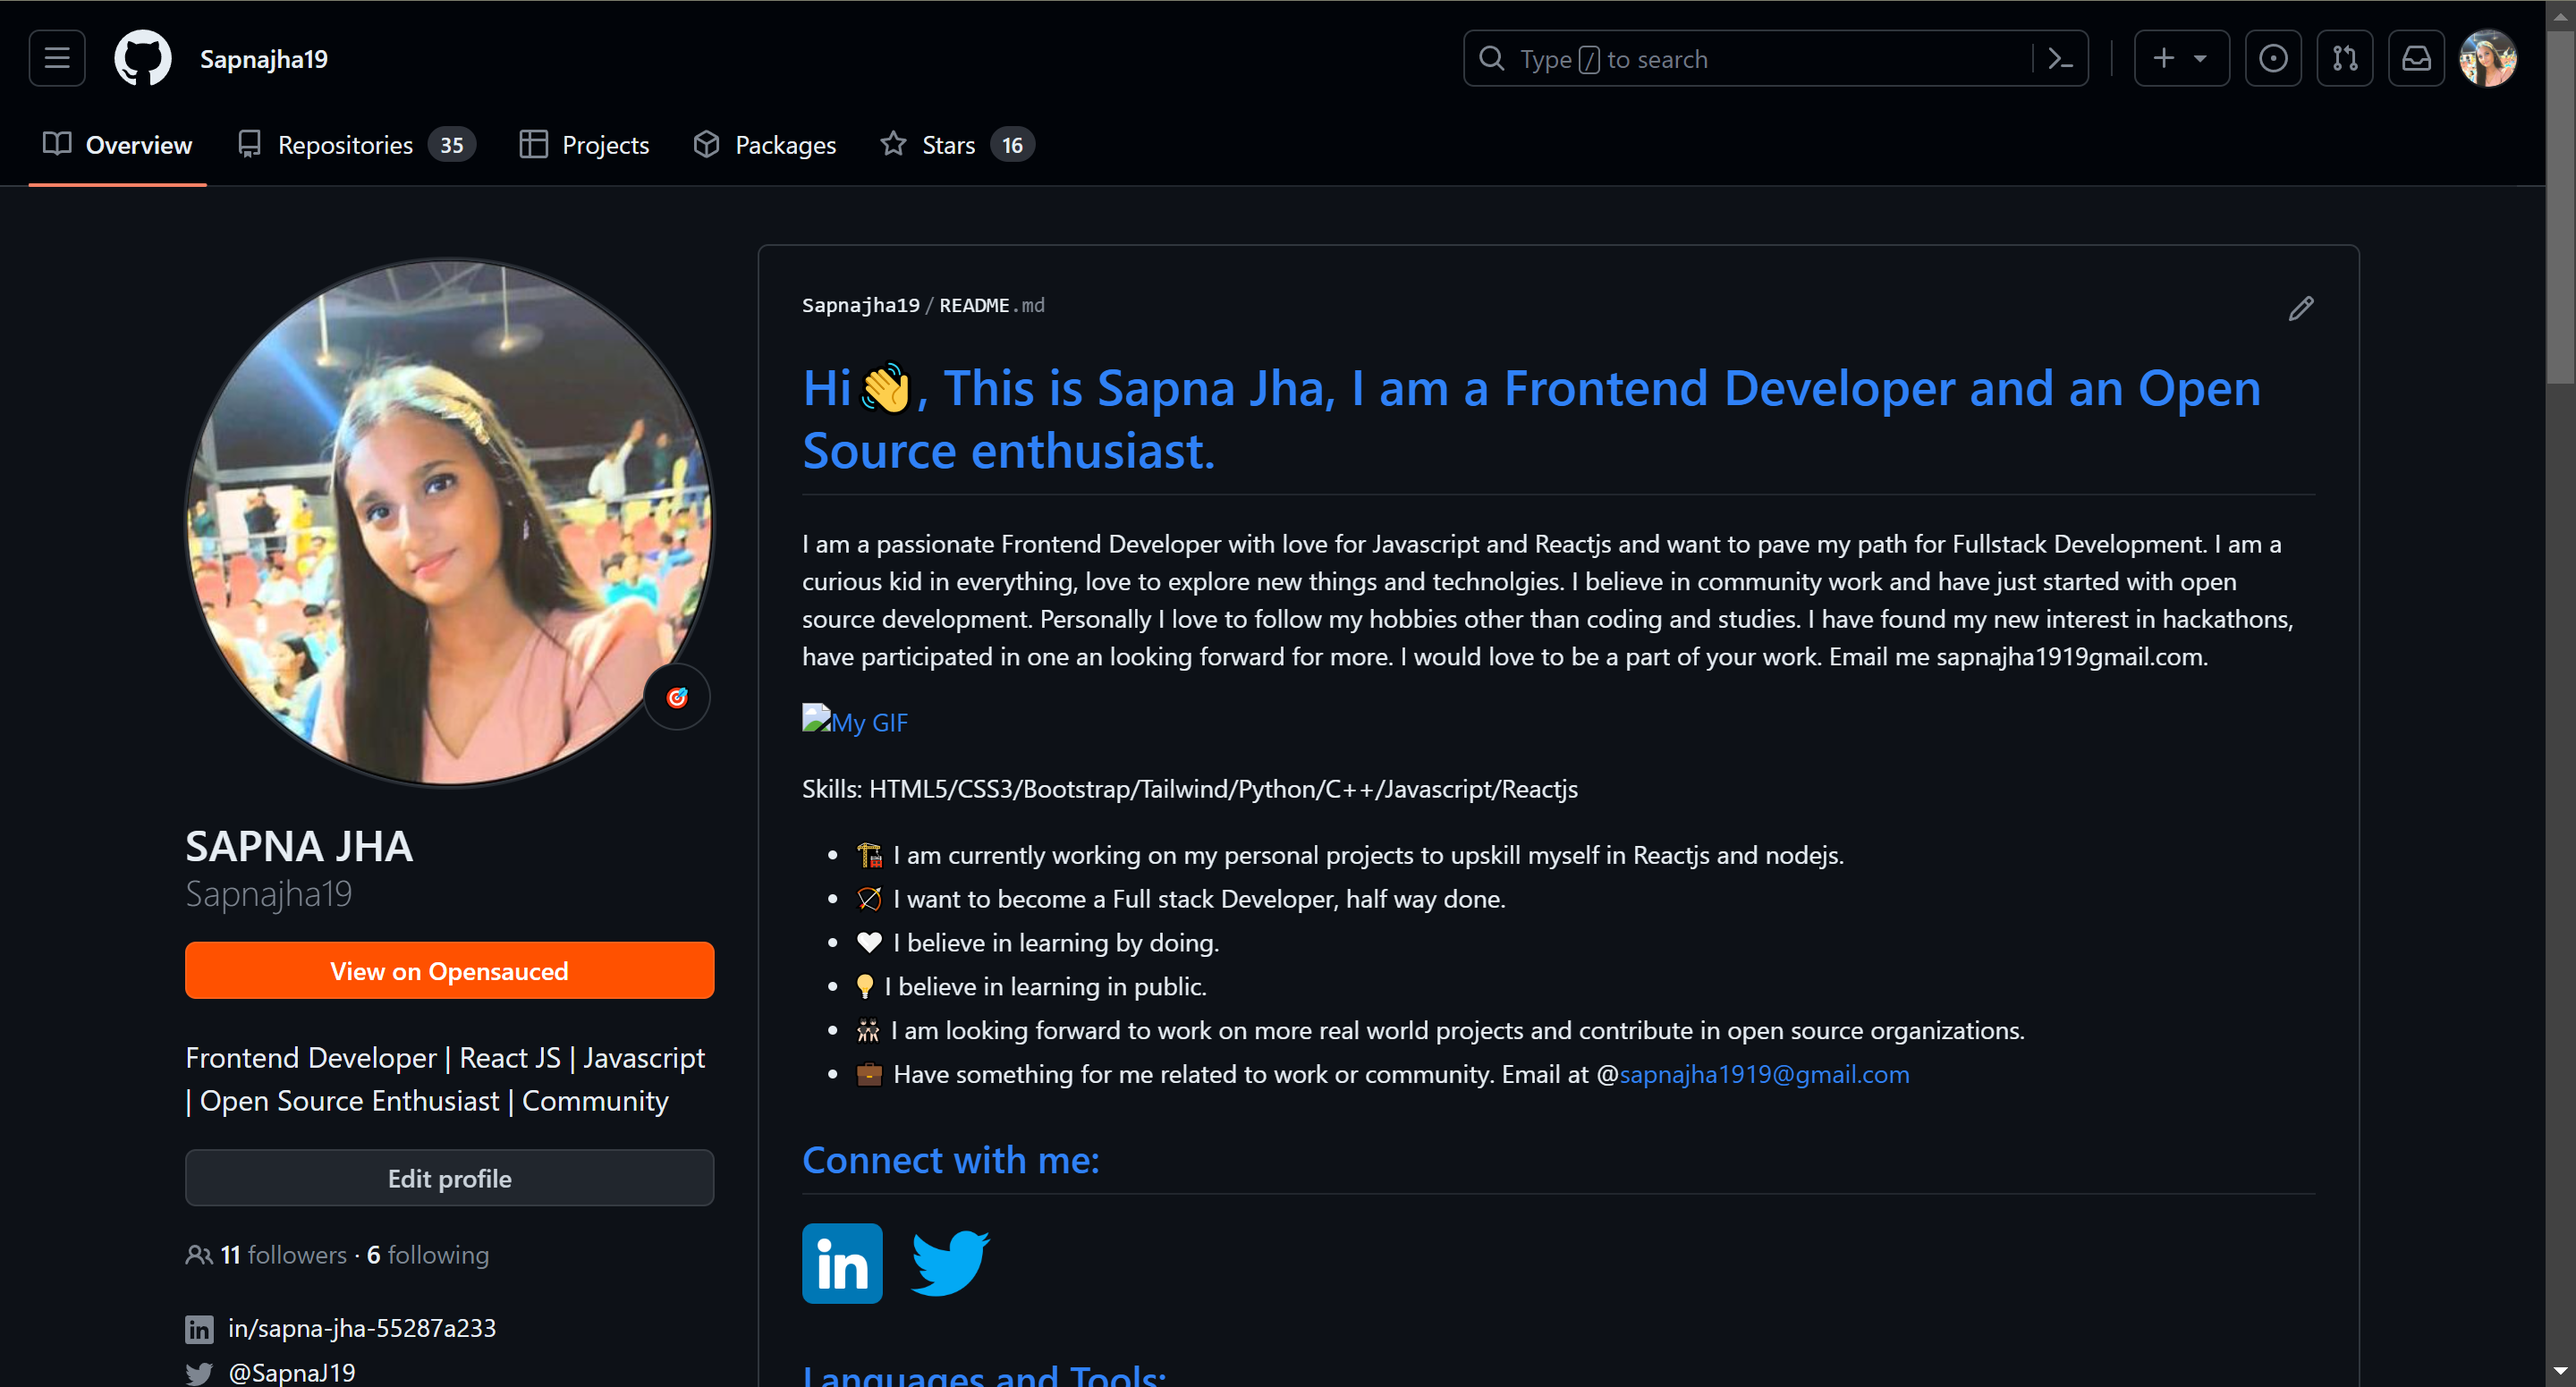 Sapnajha19
Type / to search
Overview
Repositories 35
Projects
Packages
Stars 16
SAPNA JHA
Sapnajha19
View on Opensauced
Frontend Developer | React JS | Javascript
| Open Source Enthusiast | Community
Edit profile
11 followers · 6 following
in/sapna-jha-55287a233
@SapnaJ19
Sapnajha19 / README.md
Hi👋, This is Sapna Jha, I am a Frontend Developer and an Open
Source enthusiast.
I am a passionate Frontend Developer with love for Javascript and Reactjs and want to pave my path for Fullstack Development. I am a
curious kid in everything, love to explore new things and technolgies. I believe in community work and have just started with open
source development. Personally I love to follow my hobbies other than coding and studies. I have found my new interest in hackathons,
have participated in one an looking forward for more. I would love to be a part of your work. Email me sapnajha1919gmail.com.
My GIF
Skills: HTML5/CSS3/Bootstrap/Tailwind/Python/C++/Javascript/Reactjs
I am currently working on my personal projects to upskill myself in Reactjs and nodejs.
I want to become a Full stack Developer, half way done.
I believe in learning by doing.
I believe in learning in public.
I am looking forward to work on more real world projects and contribute in open source organizations.
Have something for me related to work or community. Email at @sapnajha1919@gmail.com
Connect with me:
in
Languages and Tools: